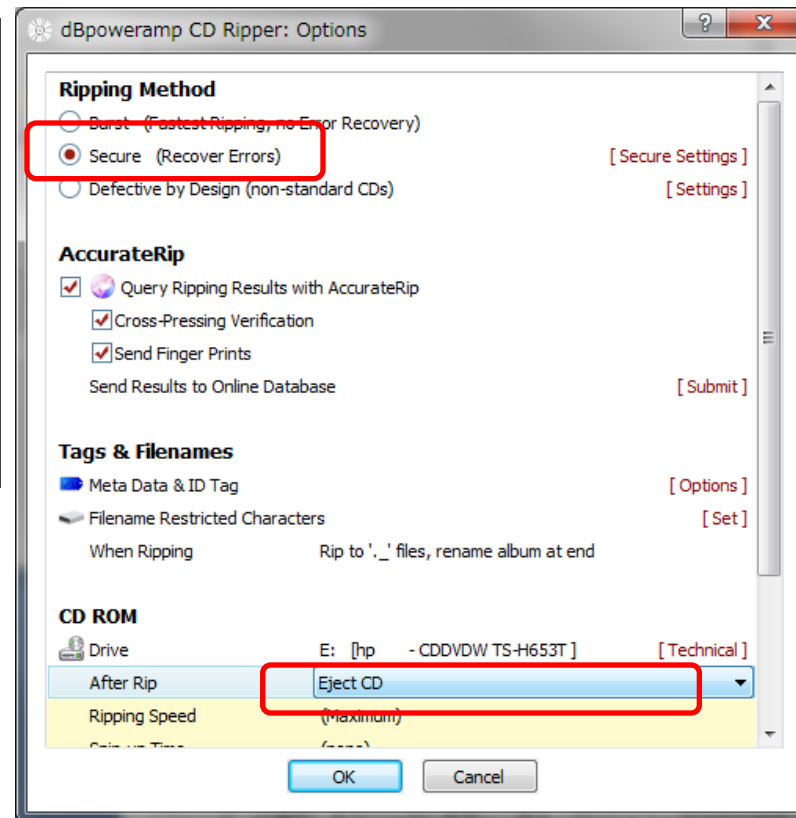 dBpoweramp CD Ripper: Options
Ripping Method
Burst (Fastest Ripping, no Error Recovery)
Secure (Recover Errors) [ Secure Settings ]
Defective by Design (non-standard CDs) [ Settings ]
AccurateRip
Query Ripping Results with AccurateRip
Cross-Pressing Verification
Send Finger Prints
Send Results to Online Database [ Submit ]
Tags & Filenames
Meta Data & ID Tag [ Options ]
Filename Restricted Characters [ Set ]
When Ripping Rip to '._' files, rename album at end
CD ROM
Drive E: [hp - CDDVDW TS-H653T ] [ Technical ]
After Rip Eject CD
Ripping Speed (Maximum)
Spin-up Time (none)
OK Cancel